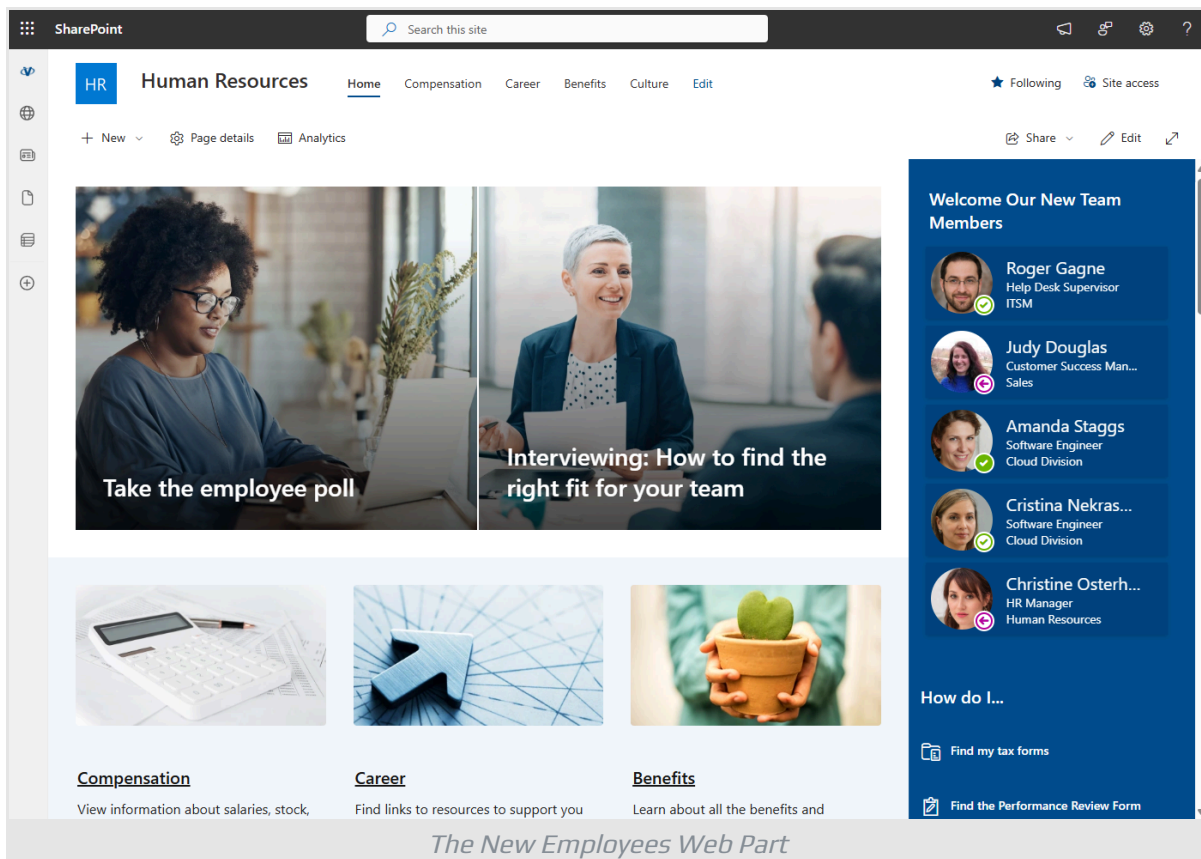 SharePoint
Search this site
?
HR
Human Resources
Home
Compensation
Career
Benefits
Culture
Edit
Following
Site access
New
Page details
Analytics
Share
Edit
Take the employee poll
Interviewing: How to find the
right fit for your team
Welcome Our New Team
Members
Roger Gagne
Help Desk Supervisor
ITSM
Judy Douglas
Customer Success Man...
Sales
Amanda Staggs
Software Engineer
Cloud Division
Cristina Nekras...
Software Engineer
Cloud Division
Christine Osterh...
HR Manager
Human Resources
How do I...
Find my tax forms
Find the Performance Review Form
Compensation
View information about salaries, stock,
Career
Find links to resources to support you
Benefits
Learn about all the benefits and
The New Employees Web Part